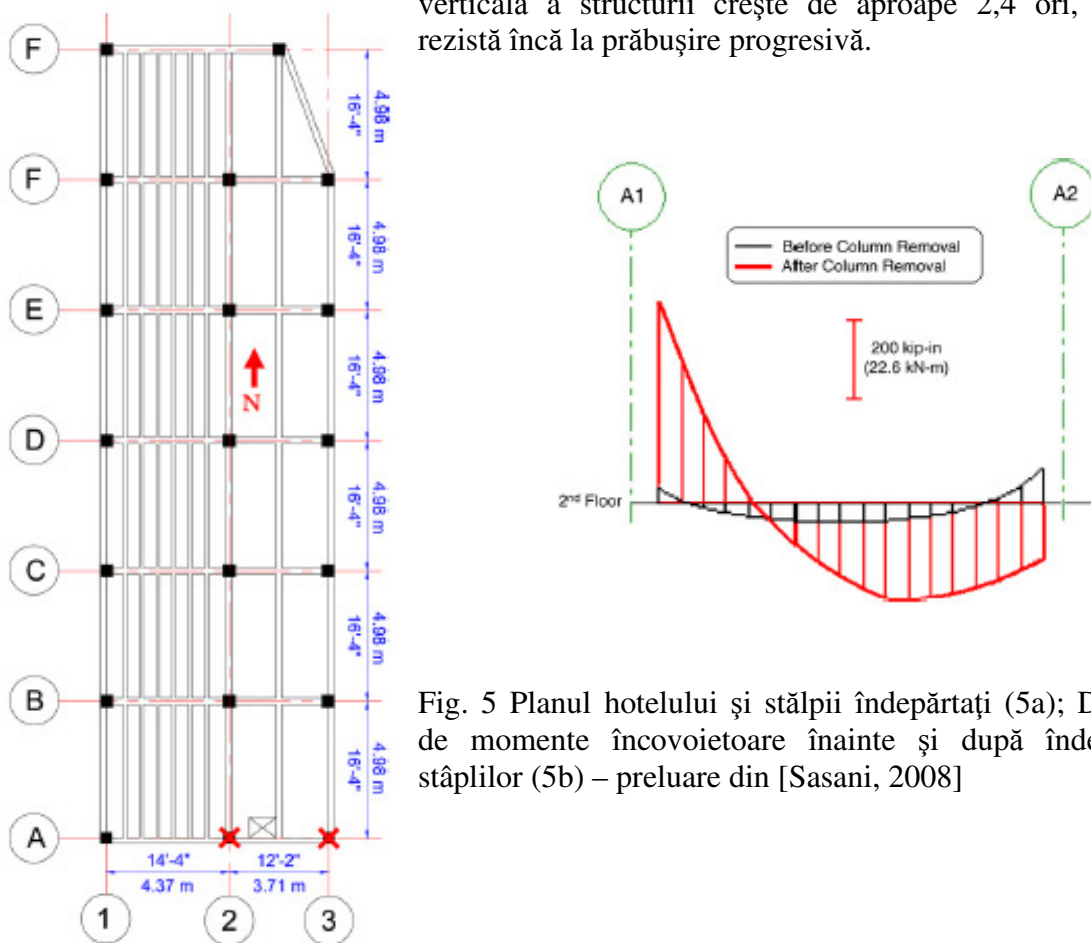 verticală a structurii creşte de aproape 2,4 ori,
rezistă încă la prăbuşire progresivă.
F
4.98 m
16'-4"
F
4.98 m
16'-4"
E
4.98 m
16'-4"
N
D
4.98 m
16'-4"
C
4.98 m
16'-4"
B
4.98 m
16'-4"
A
14'-4" 12'-2"
4.37 m 3.71 m
1 2 3
A1 A2
Before Column Removal
After Column Removal
200 kip-in
(22.6 kN-m)
2nd Floor
Fig. 5 Planul hotelului şi stâlpii îndepărtaţi (5a); D
de momente încovoietoare înainte şi după înde
stâplilor (5b) – preluare din [Sasani, 2008]